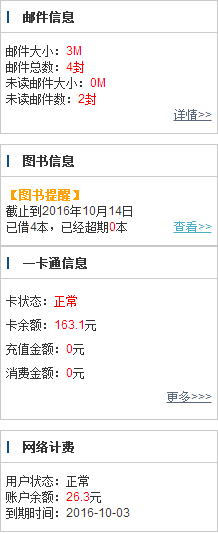 邮件信息
邮件大小：3M
邮件总数：4封
未读邮件大小：0M
未读邮件数：2封
详情>>
图书信息
【图书提醒】
截止到2016年10月14日
已借4本，已经超期0本 查看>>
一卡通信息
卡状态：正常
卡余额：163.1元
充值金额：0元
消费金额：0元
更多>>>
网络计费
用户状态：正常
账户余额：26.3元
到期时间：2016-10-03